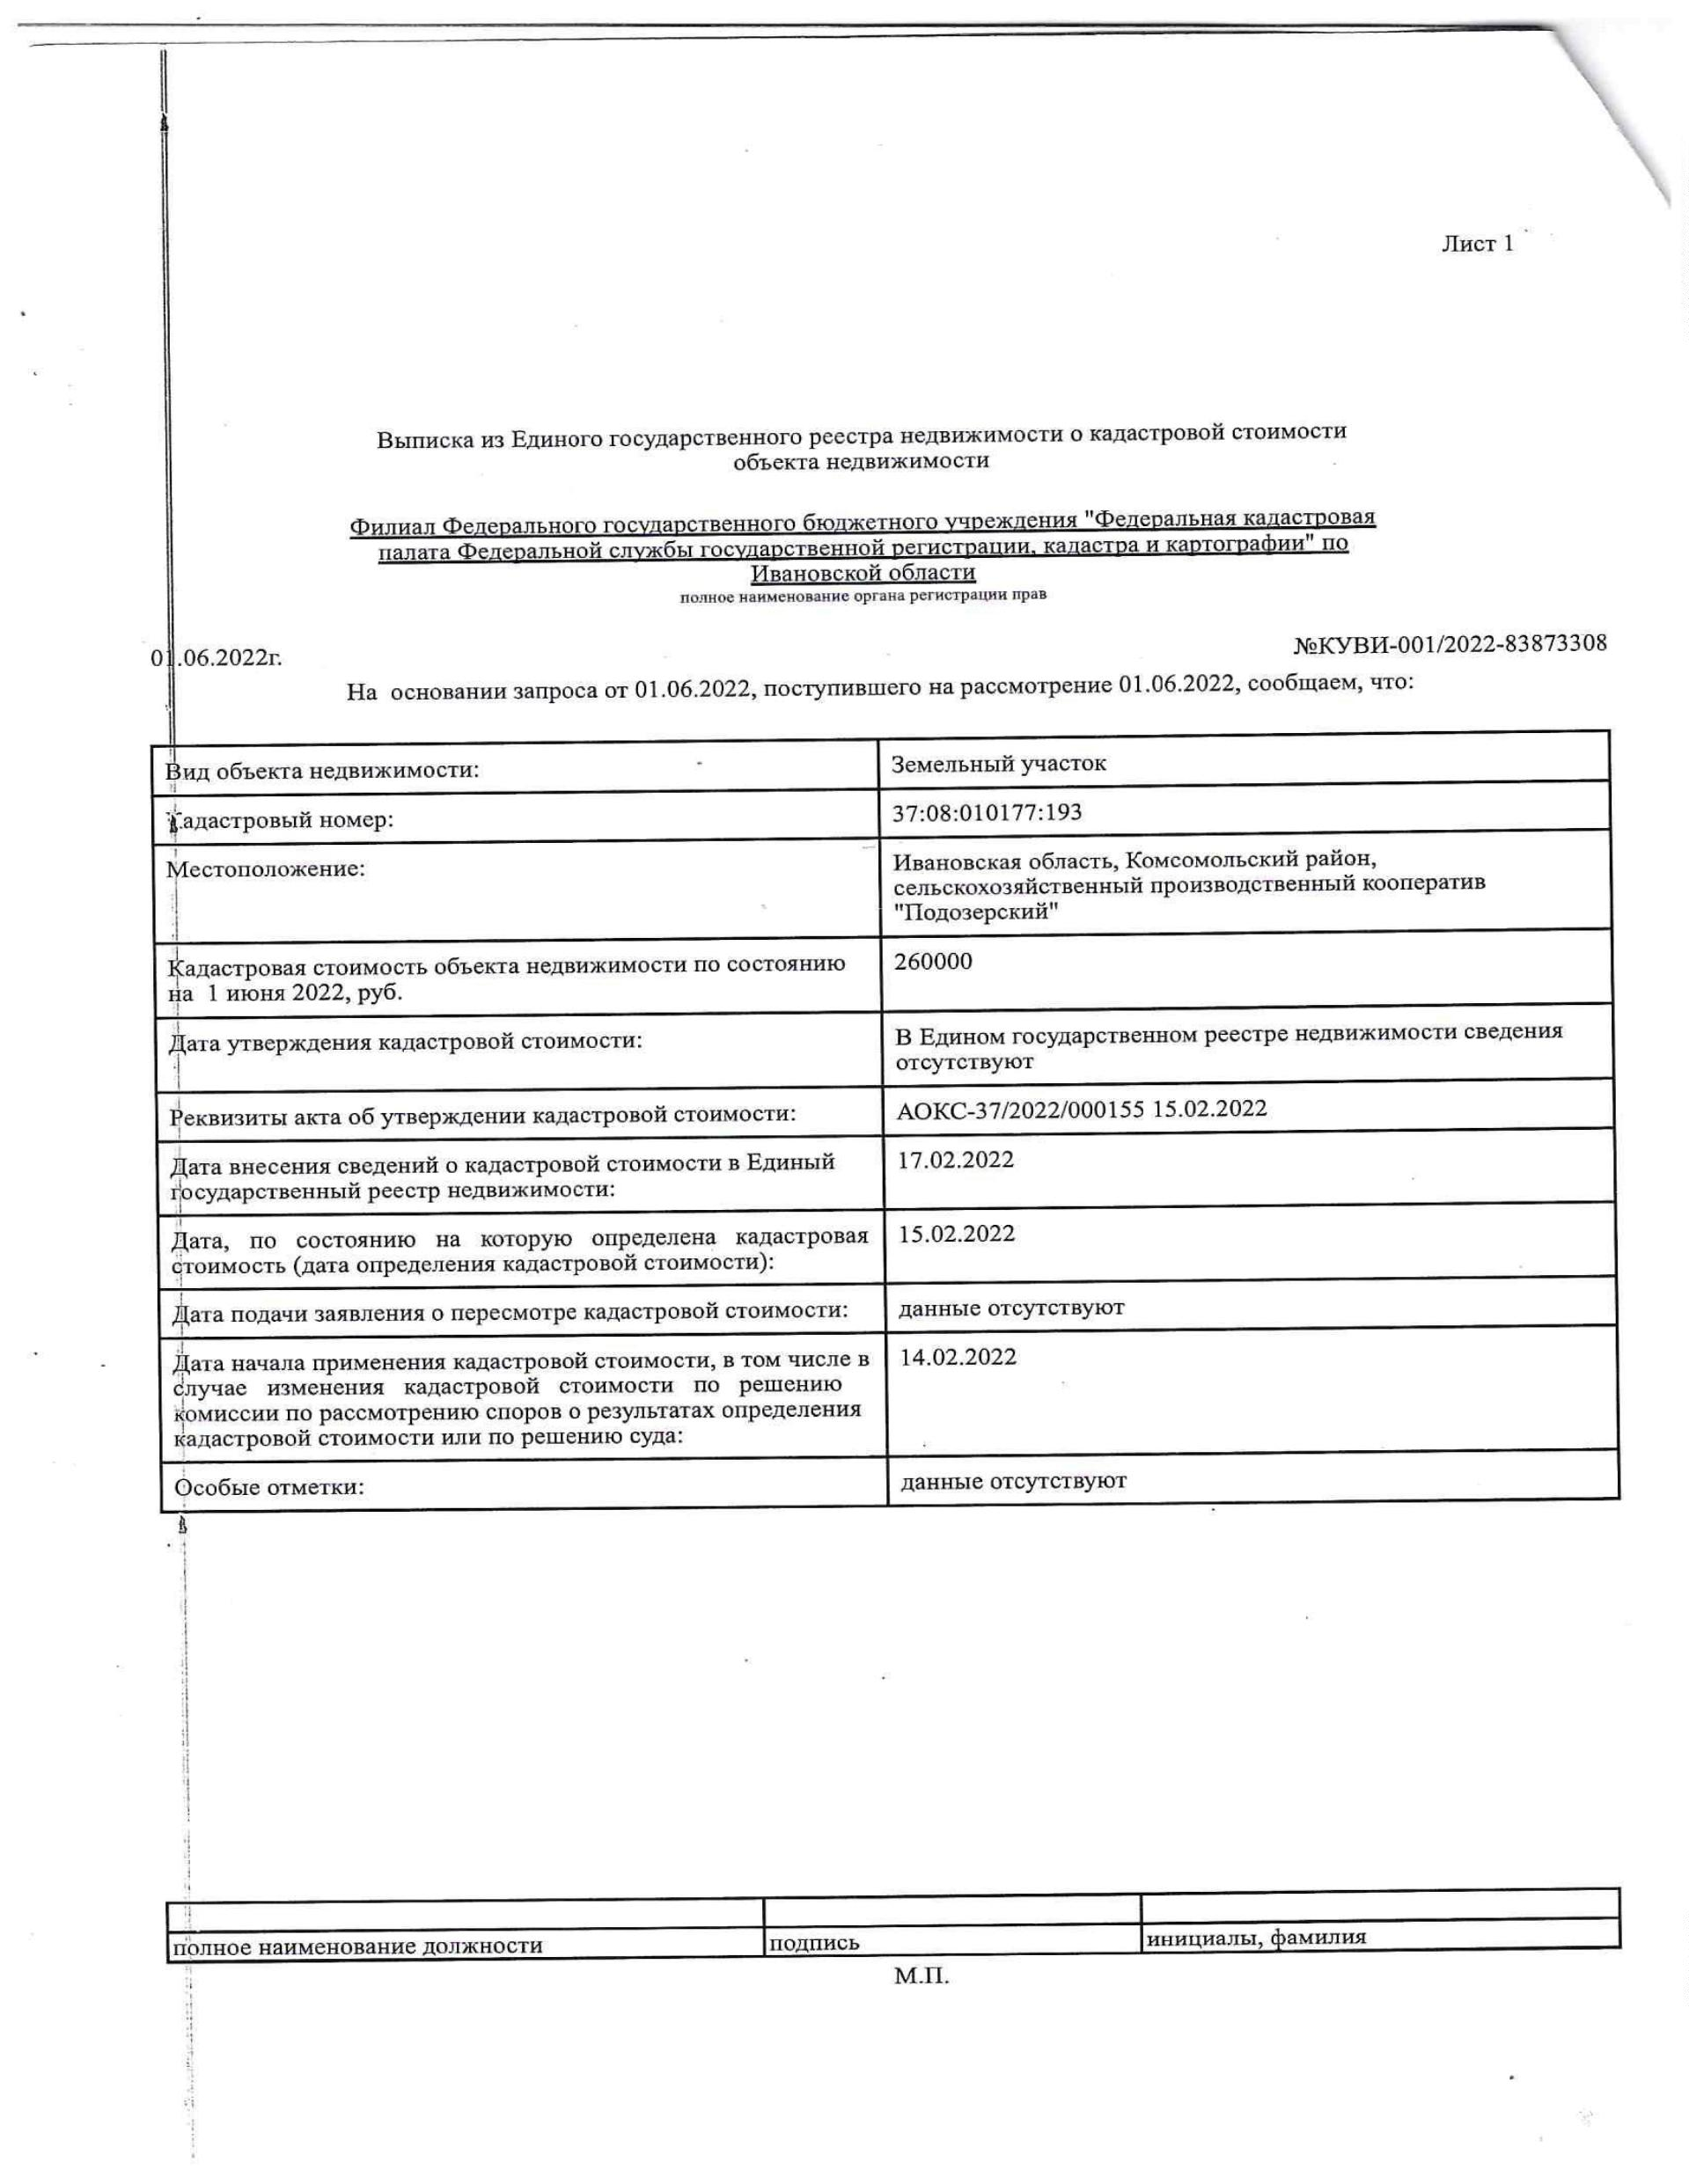 Лист 1
Выписка из Единого государственного реестра недвижимости о кадастровой стоимости
объекта недвижимости
Филиал Федерального государственного бюджетного учреждения "Федеральная кадастровая
палата Федеральной службы государственной регистрации, кадастра и картографии" по
Ивановской области
полное наименование органа регистрации прав
01.06.2022г.
№КУВИ-001/2022-83873308
На основании запроса от 01.06.2022, поступившего на рассмотрение 01.06.2022, сообщаем, что:
Вид объекта недвижимости:
Земельный участок
Кадастровый номер:
37:08:010177:193
Местоположение:
Ивановская область, Комсомольский район,
сельскохозяйственный производственный кооператив
"Подозерский"
Кадастровая стоимость объекта недвижимости по состоянию
на 1 июня 2022, руб.
260000
Дата утверждения кадастровой стоимости:
В Едином государственном реестре недвижимости сведения
отсутствуют
Реквизиты акта об утверждении кадастровой стоимости:
АОКС-37/2022/000155 15.02.2022
Дата внесения сведений о кадастровой стоимости в Единый
государственный реестр недвижимости:
17.02.2022
Дата, по состоянию на которую определена кадастровая
стоимость (дата определения кадастровой стоимости):
15.02.2022
Дата подачи заявления о пересмотре кадастровой стоимости:
данные отсутствуют
Дата начала применения кадастровой стоимости, в том числе в
случае изменения кадастровой стоимости по решению
комиссии по рассмотрению споров о результатах определения
кадастровой стоимости или по решению суда:
14.02.2022
Особые отметки:
данные отсутствуют
полное наименование должности
подпись
инициалы, фамилия
М.П.